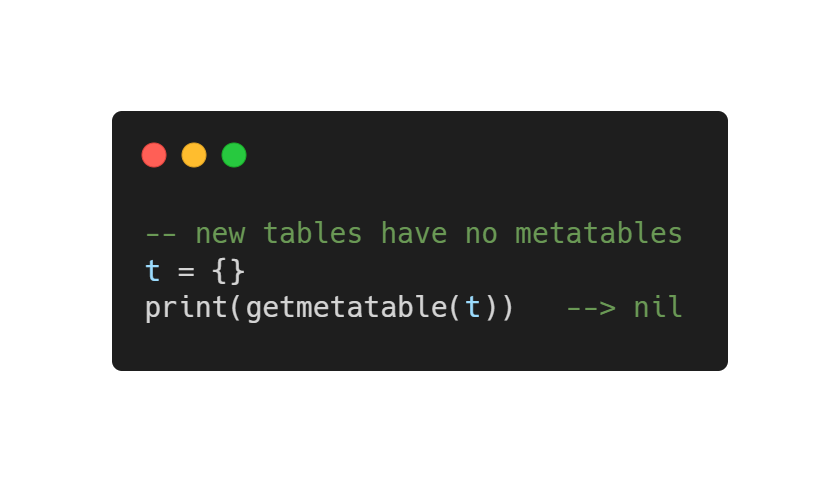 -- new tables have no metatables
t = {}
print(getmetatable(t))   --> nil